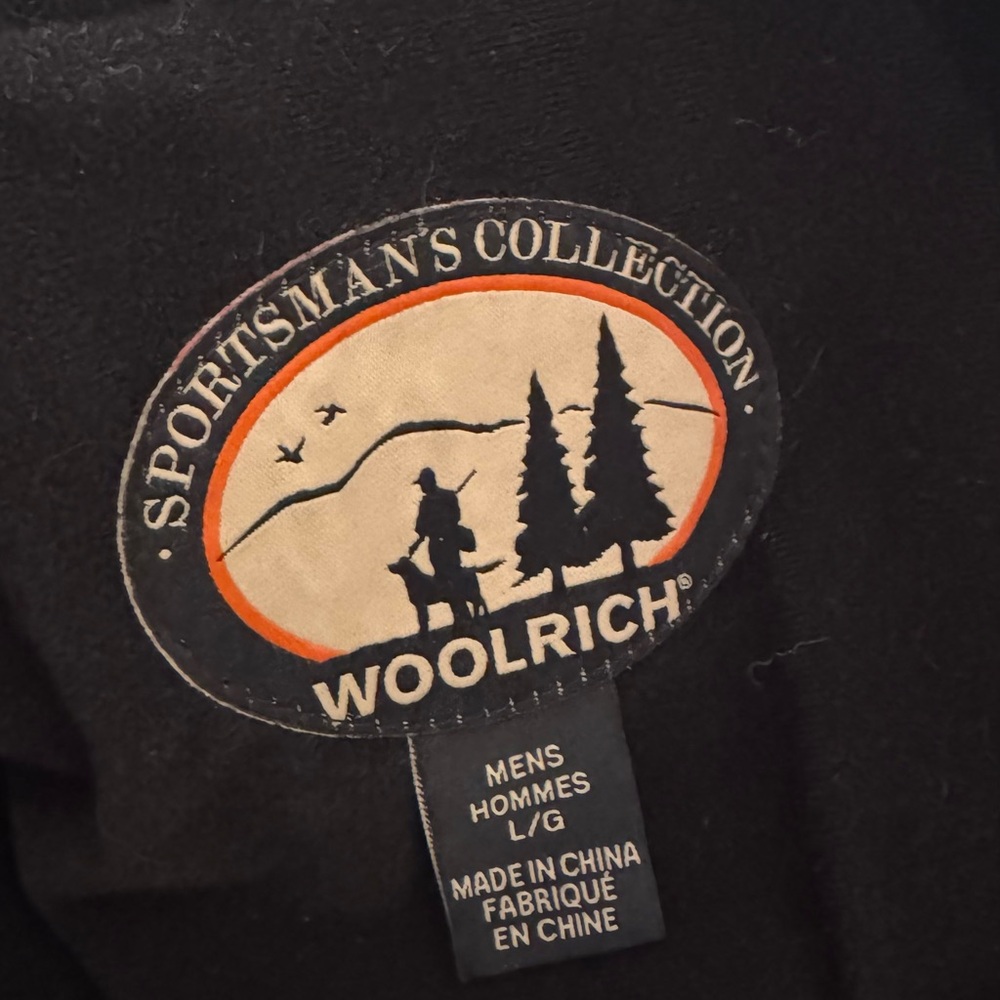 · SPORTSMAN'S COLLECTION ·
WOOLRICH®
MENS
HOMMES
L/G
MADE IN CHINA
FABRIQUÉ
EN CHINE